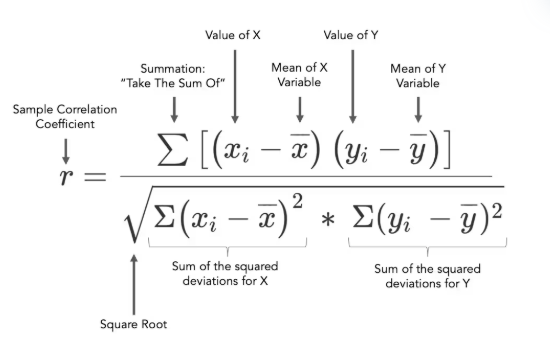 Value of X
Value of Y
Summation:
"Take The Sum Of"
Mean of X
Variable
Mean of Y
Variable
Sample Correlation
Coefficient
r = Σ [(xᵢ − x̅) (yᵢ − y̅)]
√ Σ(xᵢ − x̅)² * Σ(yᵢ − y̅)²
Sum of the squared
deviations for X
Sum of the squared
deviations for Y
Square Root